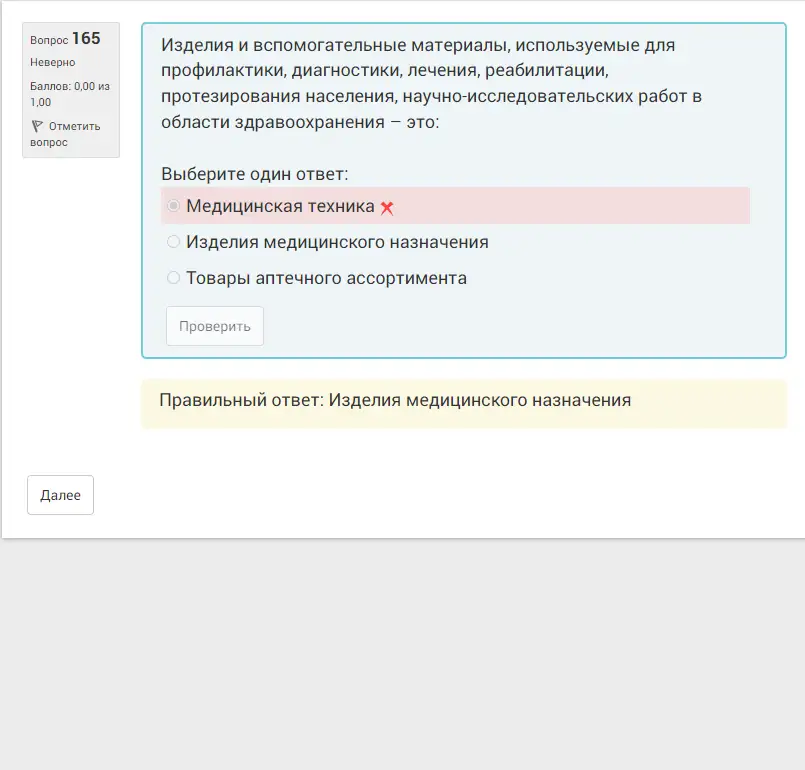 Вопрос 165
Неверно
Баллов: 0,00 из
1,00
Отметить
вопрос
Изделия и вспомогательные материалы, используемые для
профилактики, диагностики, лечения, реабилитации,
протезирования населения, научно-исследовательских работ в
области здравоохранения – это:
Выберите один ответ:
Медицинская техника
Изделия медицинского назначения
Товары аптечного ассортимента
Проверить
Правильный ответ: Изделия медицинского назначения
Далее